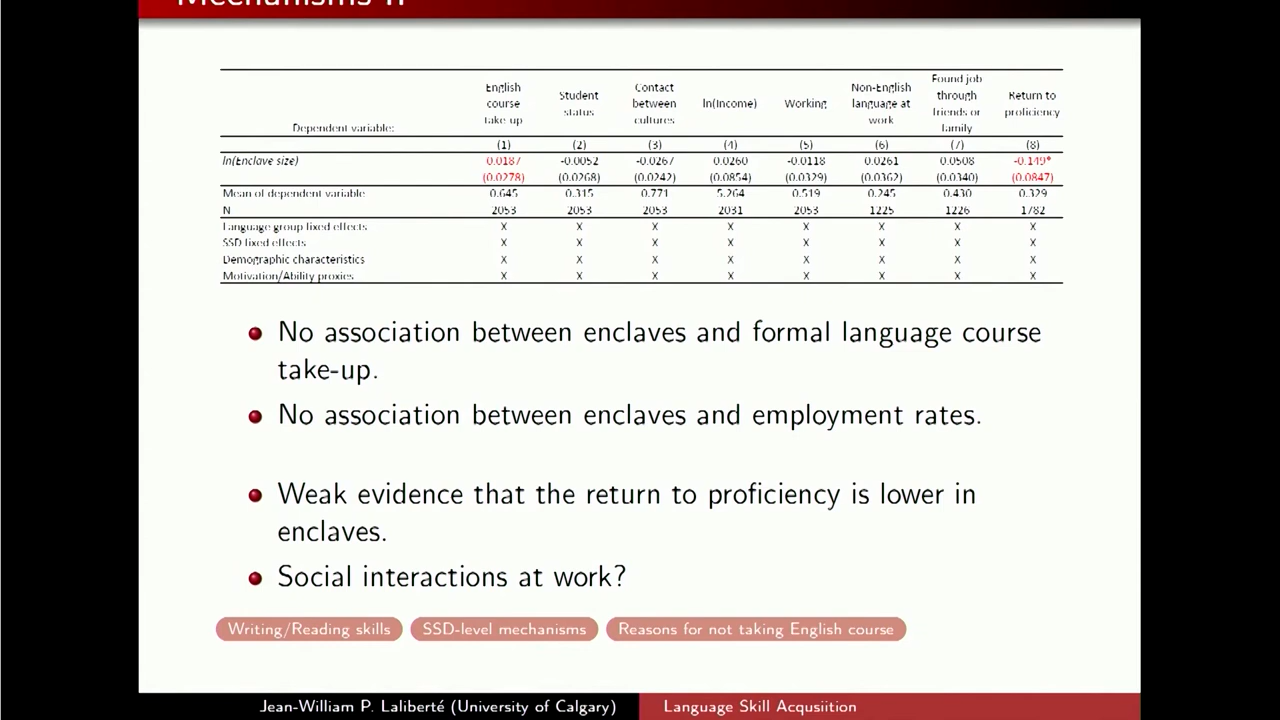 Mechanisms II
English course take-up
Student status
Contact between cultures
ln(Income)
Working
Non-English language at work
Found job through friends or family
Return to proficiency
Dependent variable:
(1) (2) (3) (4) (5) (6) (7) (8)
ln(Enclave size) 0.0187 -0.0052 -0.0267 0.0260 -0.0118 0.0261 0.0508 -0.149*
(0.0278) (0.0268) (0.0242) (0.0854) (0.0329) (0.0362) (0.0340) (0.0847)
Mean of dependent variable 0.645 0.315 0.771 5.264 0.519 0.245 0.430 0.329
N 2053 2053 2053 2031 2053 1225 1226 1782
Language group fixed effects X X X X X X X X
SSD fixed effects X X X X X X X X
Demographic characteristics X X X X X X X X
Motivation/Ability proxies X X X X X X X X
No association between enclaves and formal language course
take-up.
No association between enclaves and employment rates.
Weak evidence that the return to proficiency is lower in
enclaves.
Social interactions at work?
Writing/Reading skills SSD-level mechanisms Reasons for not taking English course
Jean-William P. Laliberté (University of Calgary) Language Skill Acqusiition